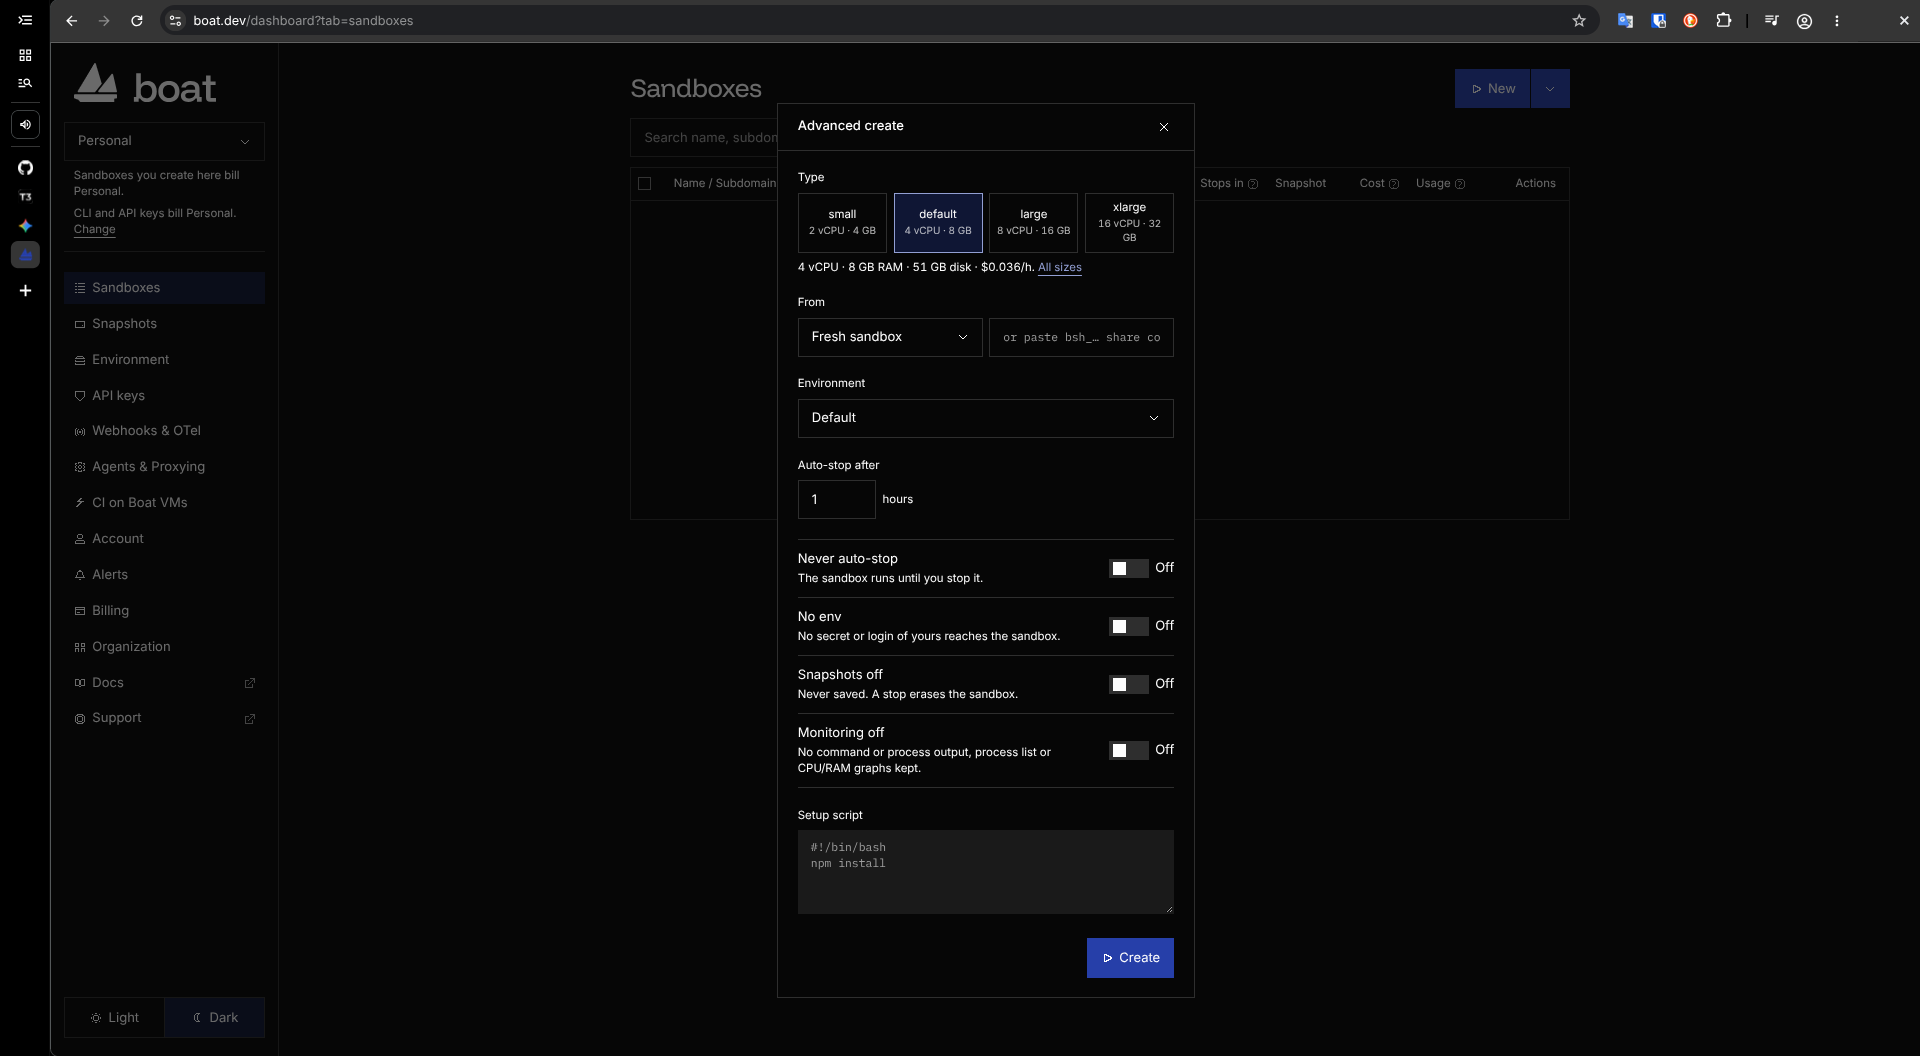 boat.dev/dashboard?tab=sandboxes
T3
boat
Personal
Sandboxes you create here bill
Personal.
CLI and API keys bill Personal.
Change
Sandboxes
Snapshots
Environment
API keys
Webhooks & OTel
Agents & Proxying
CI on Boat VMs
Account
Alerts
Billing
Organization
Docs
Support
Light
Dark
Sandboxes
New
Search name, subdom
Name / Subdomain
Stops in
Snapshot
Cost
Usage
Actions
Advanced create
Type
small
2 vCPU · 4 GB
default
4 vCPU · 8 GB
large
8 vCPU · 16 GB
xlarge
16 vCPU · 32
GB
4 vCPU · 8 GB RAM · 51 GB disk · $0.036/h. All sizes
From
Fresh sandbox
or paste bsh_… share co
Environment
Default
Auto-stop after
1 hours
Never auto-stop
The sandbox runs until you stop it.
Off
No env
No secret or login of yours reaches the sandbox.
Off
Snapshots off
Never saved. A stop erases the sandbox.
Off
Monitoring off
No command or process output, process list or
CPU/RAM graphs kept.
Off
Setup script
#!/bin/bash
npm install
Create